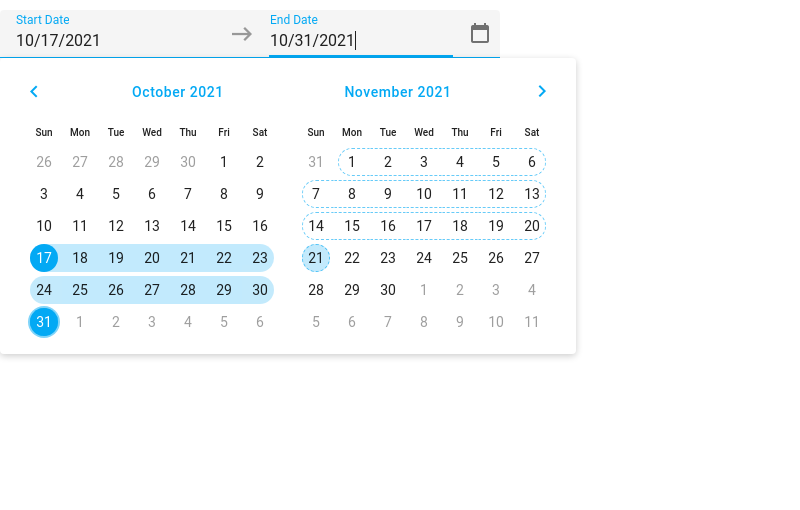 Start Date
10/17/2021
End Date
10/31/2021
October 2021
Sun Mon Tue Wed Thu Fri Sat
26 27 28 29 30 1 2
3 4 5 6 7 8 9
10 11 12 13 14 15 16
17 18 19 20 21 22 23
24 25 26 27 28 29 30
31 1 2 3 4 5 6
November 2021
Sun Mon Tue Wed Thu Fri Sat
31 1 2 3 4 5 6
7 8 9 10 11 12 13
14 15 16 17 18 19 20
21 22 23 24 25 26 27
28 29 30 1 2 3 4
5 6 7 8 9 10 11